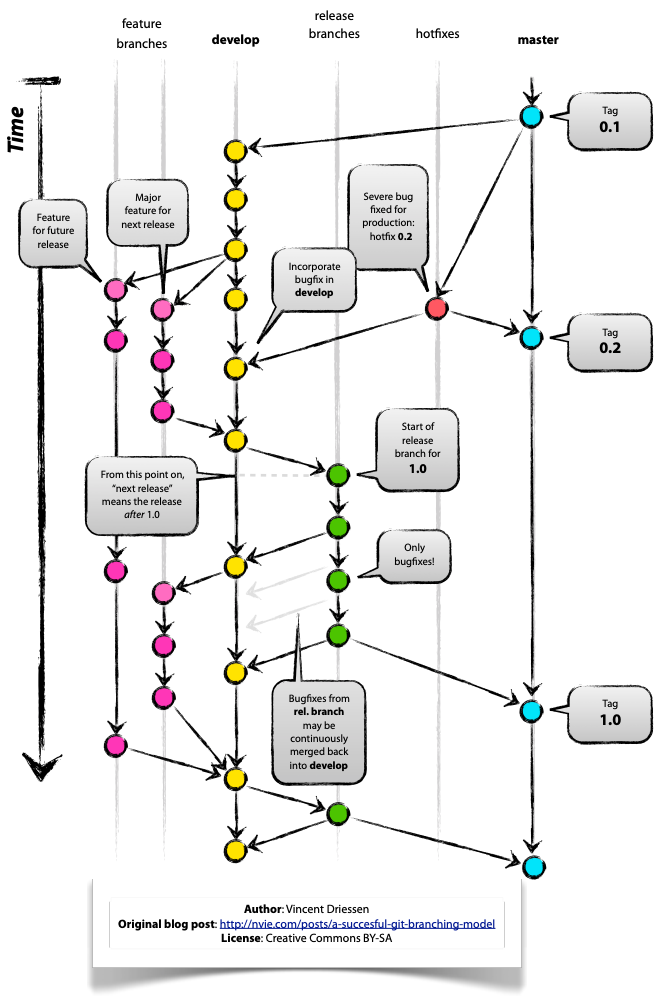 feature
branches
develop
release
branches
hotfixes
master
Time
Tag
0.1
Major
feature for
next release
Severe bug
fixed for
production:
hotfix 0.2
Feature
for future
release
Incorporate
bugfix in
develop
Tag
0.2
Start of
release
branch for
1.0
From this point on,
“next release”
means the release
after 1.0
Only
bugfixes!
Bugfixes from
rel. branch
may be
continuously
merged back
into develop
Tag
1.0
Author: Vincent Driessen
Original blog post: http://nvie.com/posts/a-succesful-git-branching-model
License: Creative Commons BY-SA